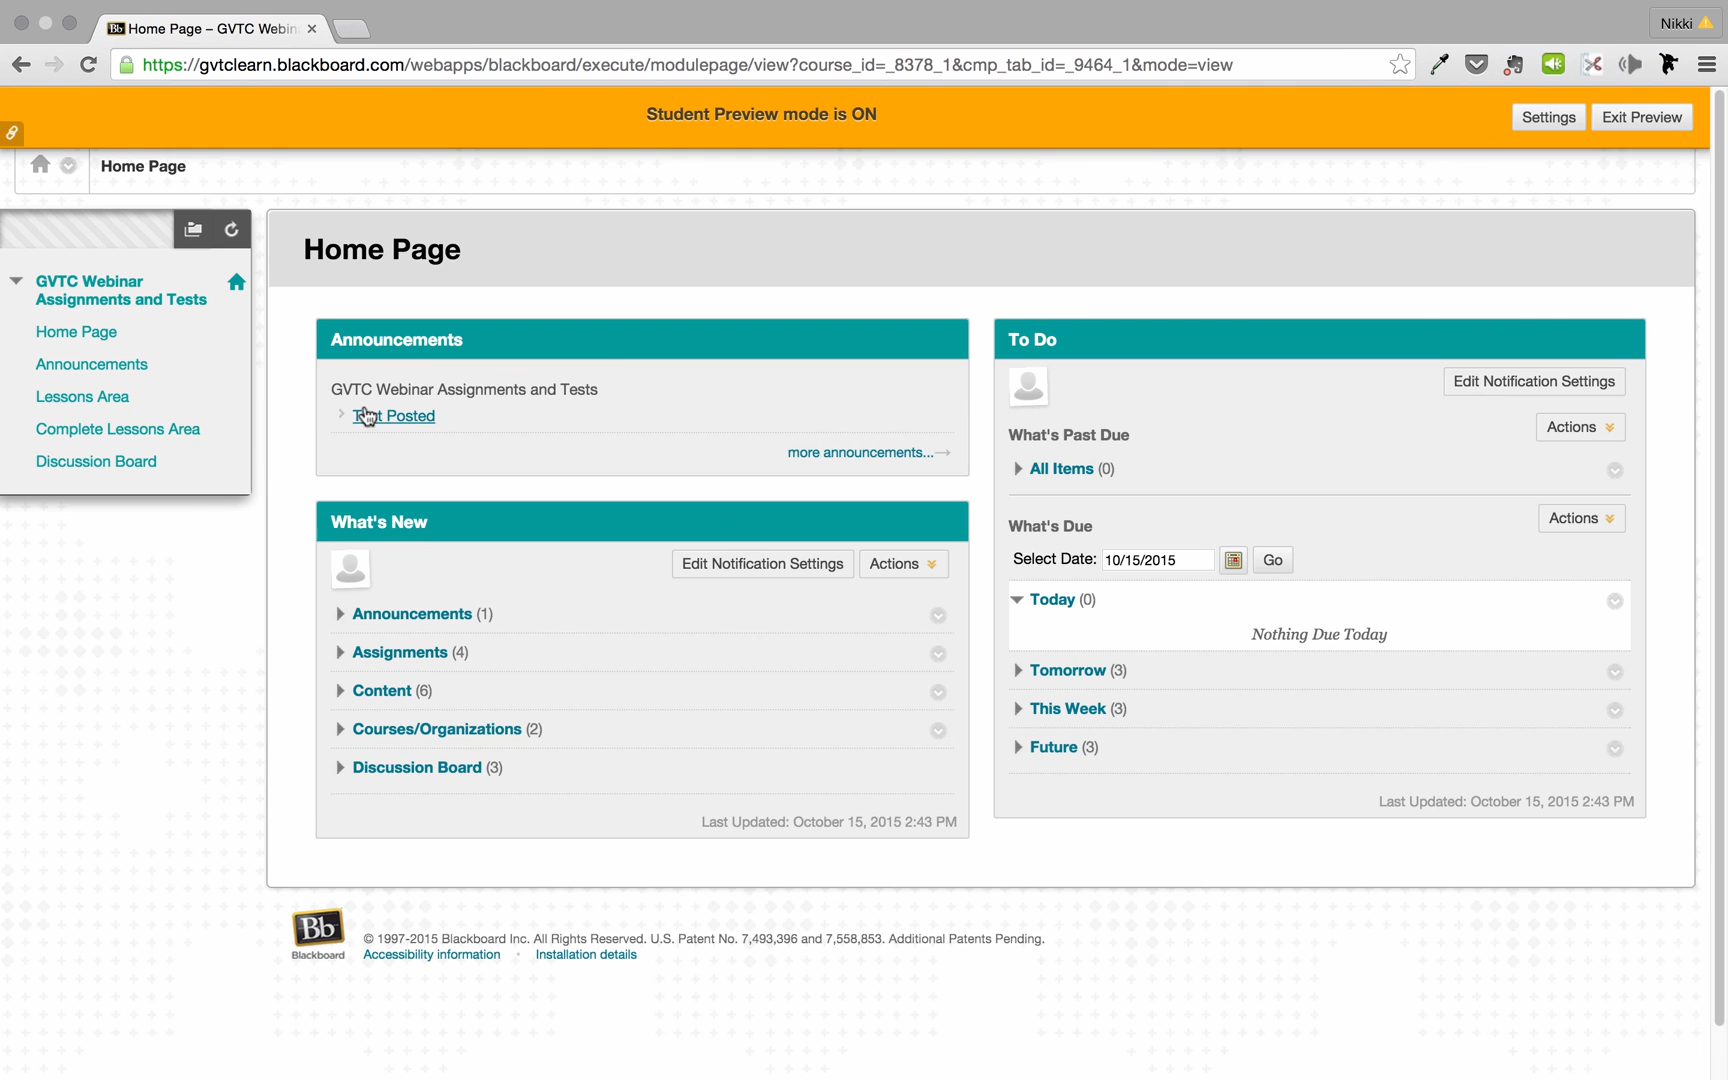 Home Page – GVTC Webin
Nikki
https://gvtclearn.blackboard.com/webapps/blackboard/execute/modulepage/view?course_id=_8378_1&cmp_tab_id=_9464_1&mode=view
Student Preview mode is ON
Settings
Exit Preview
Home Page
GVTC Webinar
Assignments and Tests
Home Page
Announcements
Lessons Area
Complete Lessons Area
Discussion Board
Home Page
Announcements
GVTC Webinar Assignments and Tests
Posted
more announcements...
What's New
Edit Notification Settings
Actions
Announcements (1)
Assignments (4)
Content (6)
Courses/Organizations (2)
Discussion Board (3)
Last Updated: October 15, 2015 2:43 PM
To Do
Edit Notification Settings
What's Past Due
Actions
All Items (0)
What's Due
Actions
Select Date: 10/15/2015
Go
Today (0)
Nothing Due Today
Tomorrow (3)
This Week (3)
Future (3)
Last Updated: October 15, 2015 2:43 PM
Bb
Blackboard
© 1997-2015 Blackboard Inc. All Rights Reserved. U.S. Patent No. 7,493,396 and 7,558,853. Additional Patents Pending.
Accessibility information
Installation details